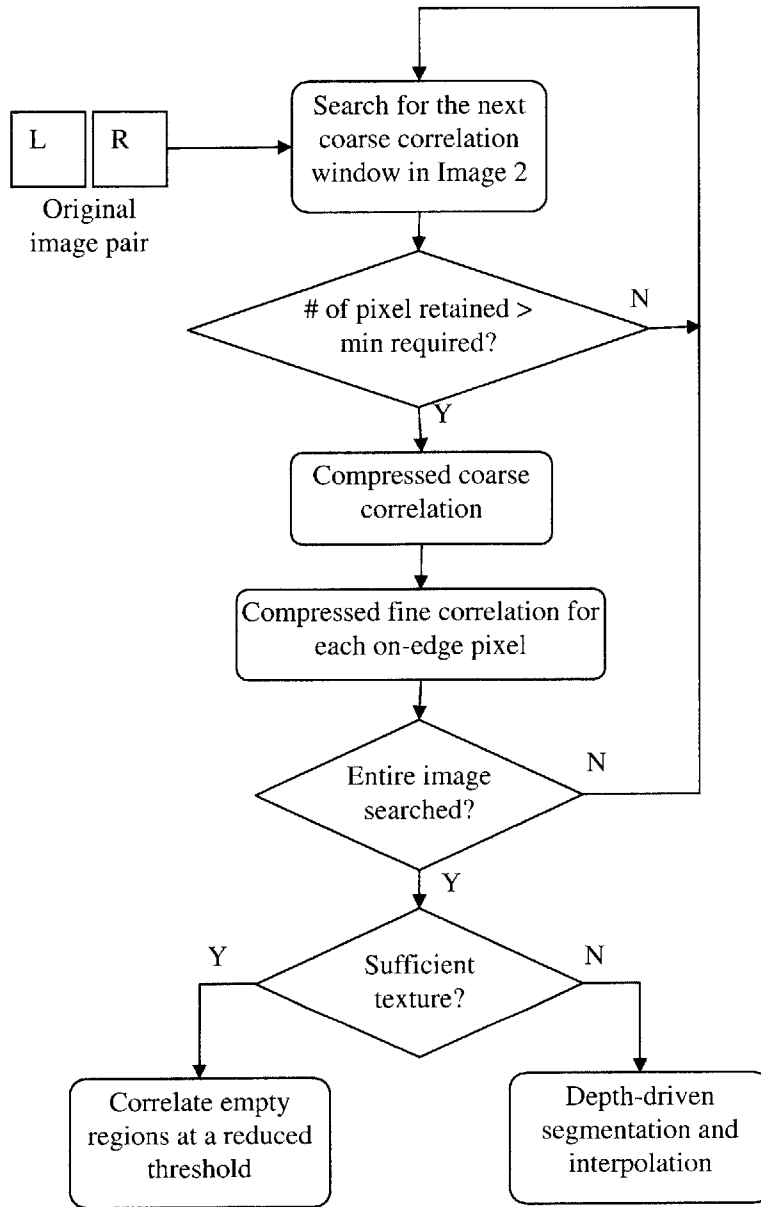 Search for the next
coarse correlation
window in Image 2
L R
Original
image pair
N
# of pixel retained >
min required?
Y
Compressed coarse
correlation
Compressed fine correlation for
each on-edge pixel
N
Entire image
searched?
Y
Y
N
Sufficient
texture?
Correlate empty
regions at a reduced
threshold
Depth-driven
segmentation and
interpolation